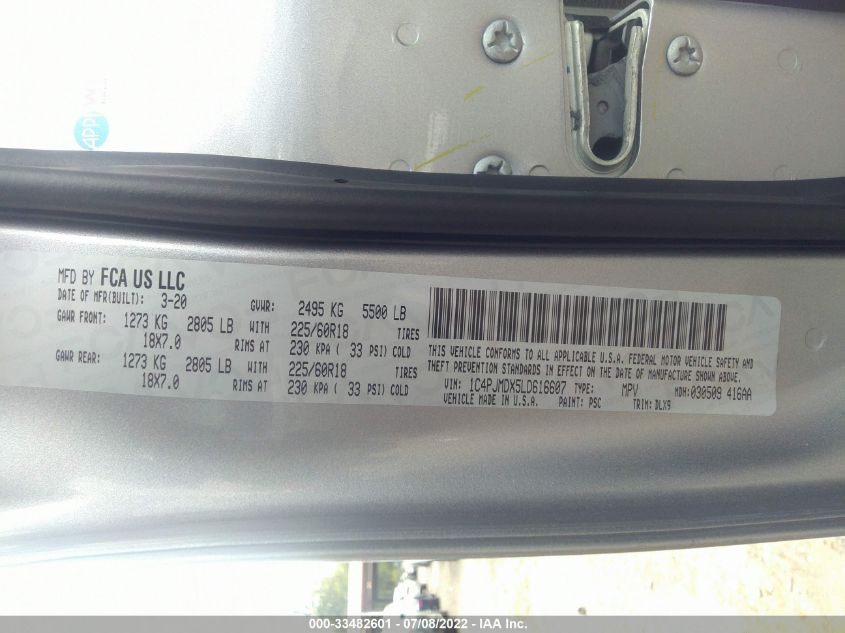 APPROVE
MFD BY FCA US LLC
DATE OF MFR(BUILT): 3-20 GVWR: 2495 KG 5500 LB
GAWR FRONT: 1273 KG 2805 LB WITH 225/60R18 TIRES
18X7.0 RIMS AT 230 KPA ( 33 PSI) COLD
GAWR REAR: 1273 KG 2805 LB WITH 225/60R18 TIRES
18X7.0 RIMS AT 230 KPA ( 33 PSI) COLD
THIS VEHICLE CONFORMS TO ALL APPLICABLE U.S.A. FEDERAL MOTOR VEHICLE SAFETY AND
THEFT PREVENTION STANDARDS IN EFFECT ON THE DATE OF MANUFACTURE SHOWN ABOVE.
VIN: 1C4PJMDX5LD616607 TYPE: MPV MDH:030509 416AA
VEHICLE MADE IN U.S.A. PAINT: PSC TRIM: DLX9
000-33482601 - 07/08/2022 - IAA Inc.